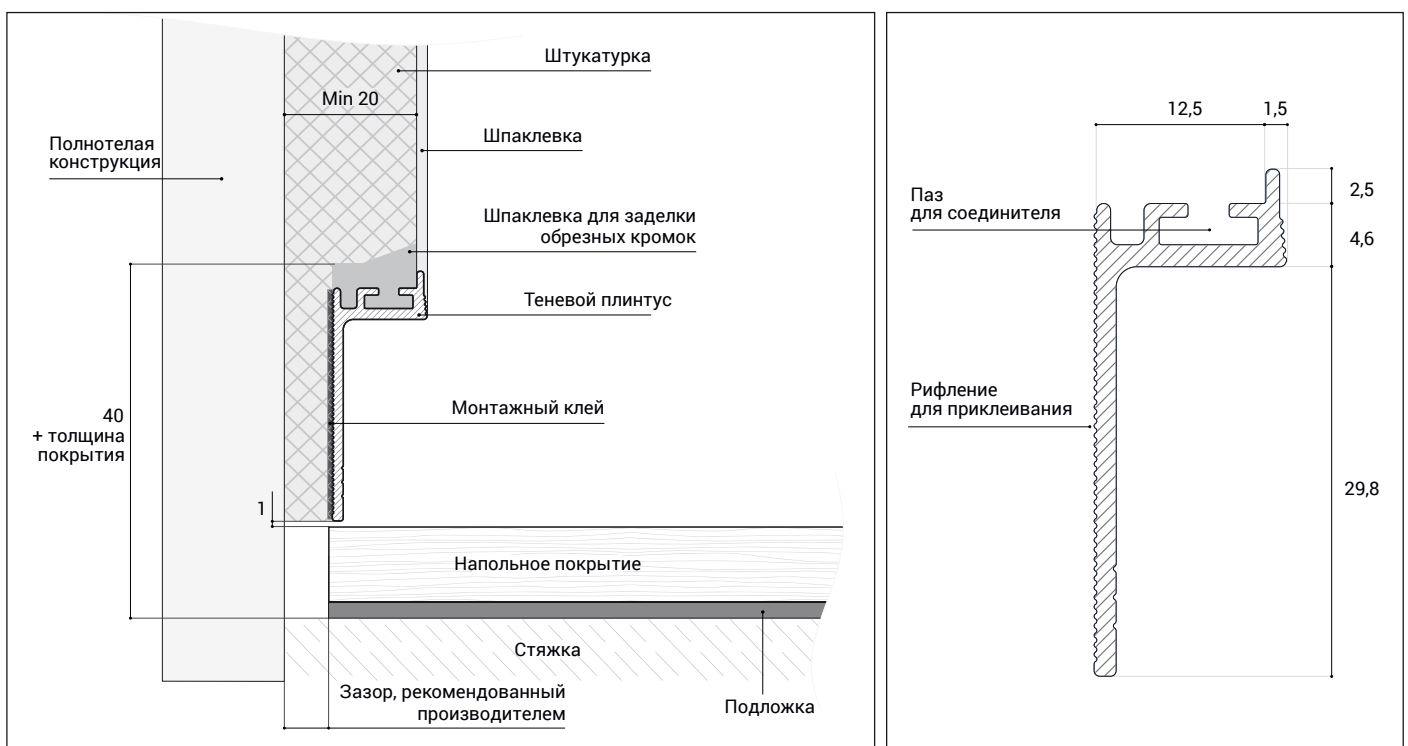 Штукатурка
Min 20
Шпаклевка
Полнотелая
конструкция
Шпаклевка для заделки
обрезных кромок
Теневой плинтус
Монтажный клей
40
+ толщина
покрытия
1
Напольное покрытие
Стяжка
Зазор, рекомендованный
производителем
Подложка
12,5
1,5
2,5
Паз
для соединителя
4,6
Рифление
для приклеивания
29,8